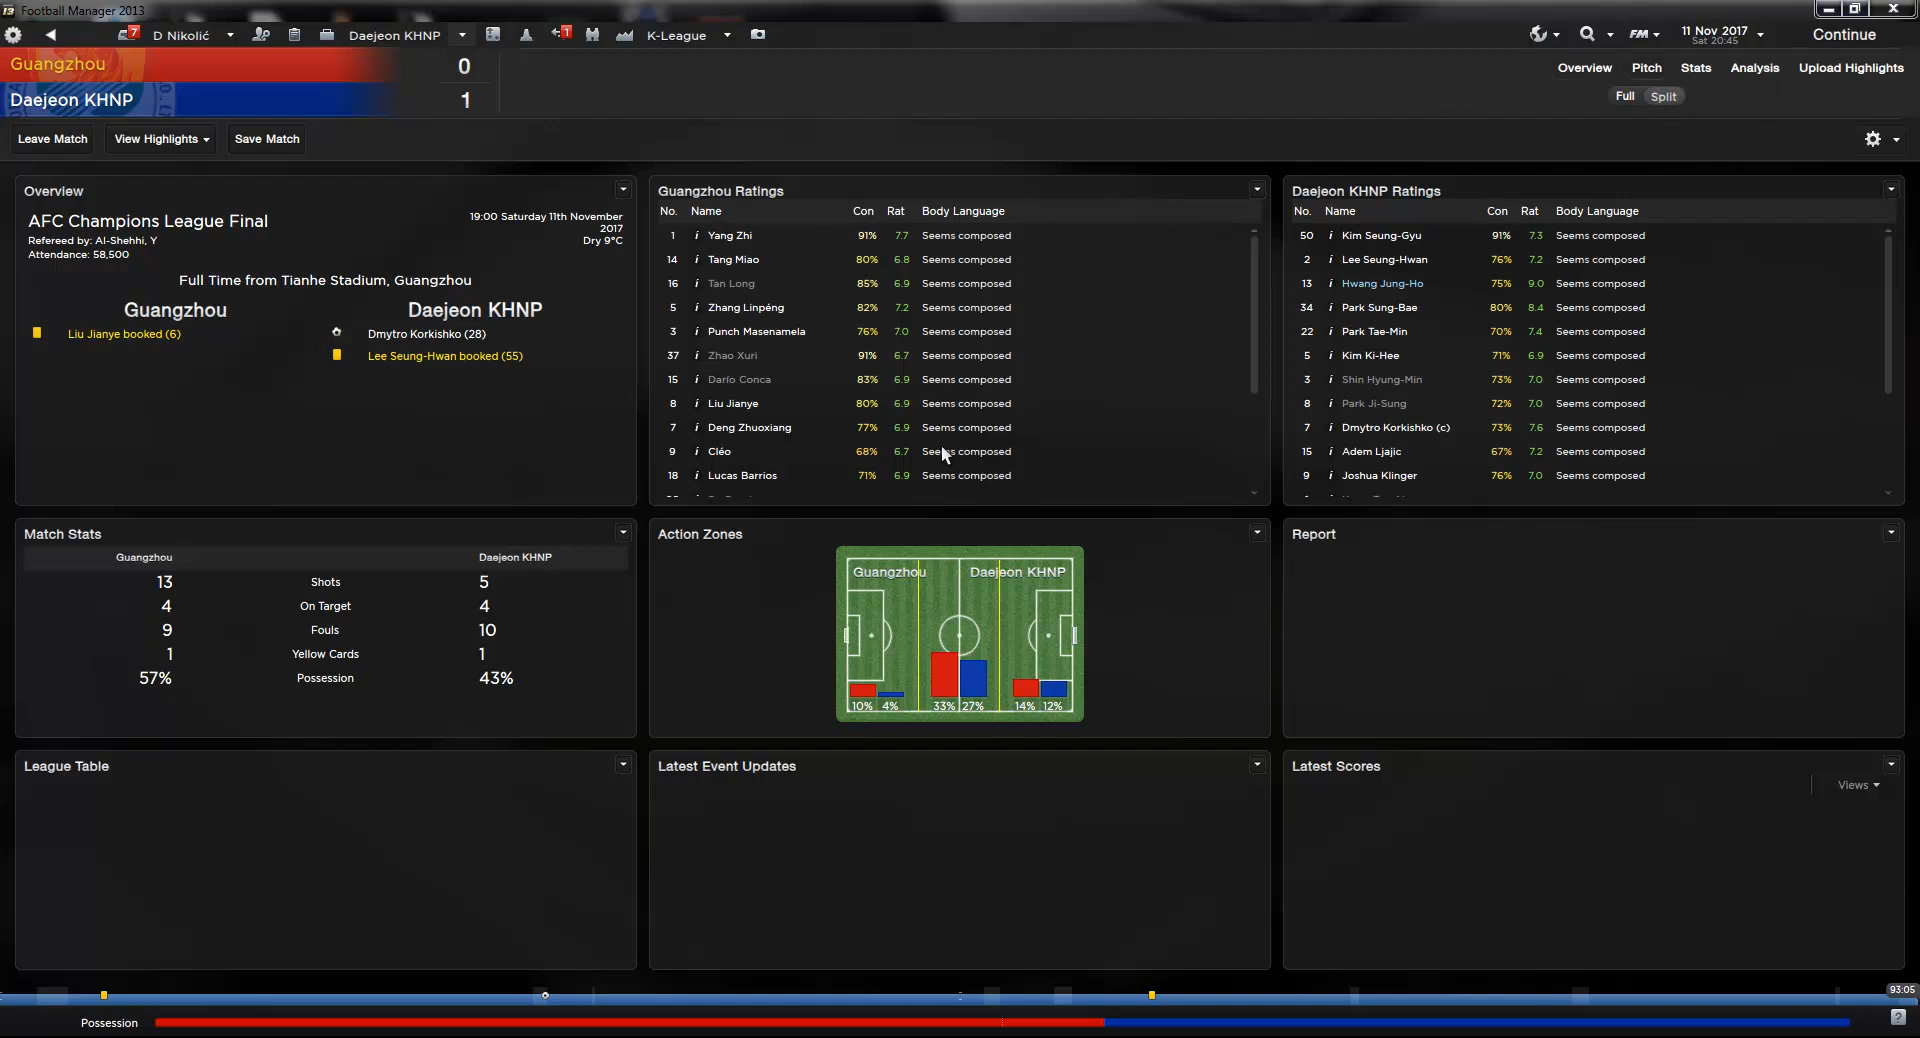 Football Manager 2013
7 D Nikolić Daejeon KHNP 1 K-League FM 11 Nov 2017 Continue
Sat 20:45
Guangzhou 0
Daejeon KHNP 1
Overview Pitch Stats Analysis Upload Highlights
Full Split
Leave Match View Highlights Save Match
Overview
AFC Champions League Final
Refereed by: Al-Shehhi, Y
Attendance: 58,500
19:00 Saturday 11th November
2017
Dry 9°C
Full Time from Tianhe Stadium, Guangzhou
Guangzhou Daejeon KHNP
Liu Jianye booked (6) Dmytro Korkishko (28)
Lee Seung-Hwan booked (55)
Guangzhou Ratings
No. Name Con Rat Body Language
1 i Yang Zhi 91% 7.7 Seems composed
14 i Tang Miao 80% 6.8 Seems composed
16 i Tan Long 85% 6.9 Seems composed
5 i Zhang Linpéng 82% 7.2 Seems composed
3 i Punch Masenamela 76% 7.0 Seems composed
37 i Zhao Xuri 91% 6.7 Seems composed
15 i Darío Conca 83% 6.9 Seems composed
8 i Liu Jianye 80% 6.9 Seems composed
7 i Deng Zhuoxiang 77% 6.9 Seems composed
9 i Cléo 68% 6.7 Seems composed
18 i Lucas Barrios 71% 6.9 Seems composed
Daejeon KHNP Ratings
No. Name Con Rat Body Language
50 i Kim Seung-Gyu 91% 7.3 Seems composed
2 i Lee Seung-Hwan 76% 7.2 Seems composed
13 i Hwang Jung-Ho 75% 9.0 Seems composed
34 i Park Sung-Bae 80% 8.4 Seems composed
22 i Park Tae-Min 70% 7.4 Seems composed
5 i Kim Ki-Hee 71% 6.9 Seems composed
3 i Shin Hyung-Min 73% 7.0 Seems composed
8 i Park Ji-Sung 72% 7.0 Seems composed
7 i Dmytro Korkishko (c) 73% 7.6 Seems composed
15 i Adem Ljajic 67% 7.2 Seems composed
9 i Joshua Klinger 76% 7.0 Seems composed
Match Stats
Guangzhou Daejeon KHNP
13 Shots 5
4 On Target 4
9 Fouls 10
1 Yellow Cards 1
57% Possession 43%
Action Zones
Guangzhou Daejeon KHNP
10% 4% 33% 27% 14% 12%
Report
League Table
Latest Event Updates
Latest Scores
Views
93:05
Possession
?